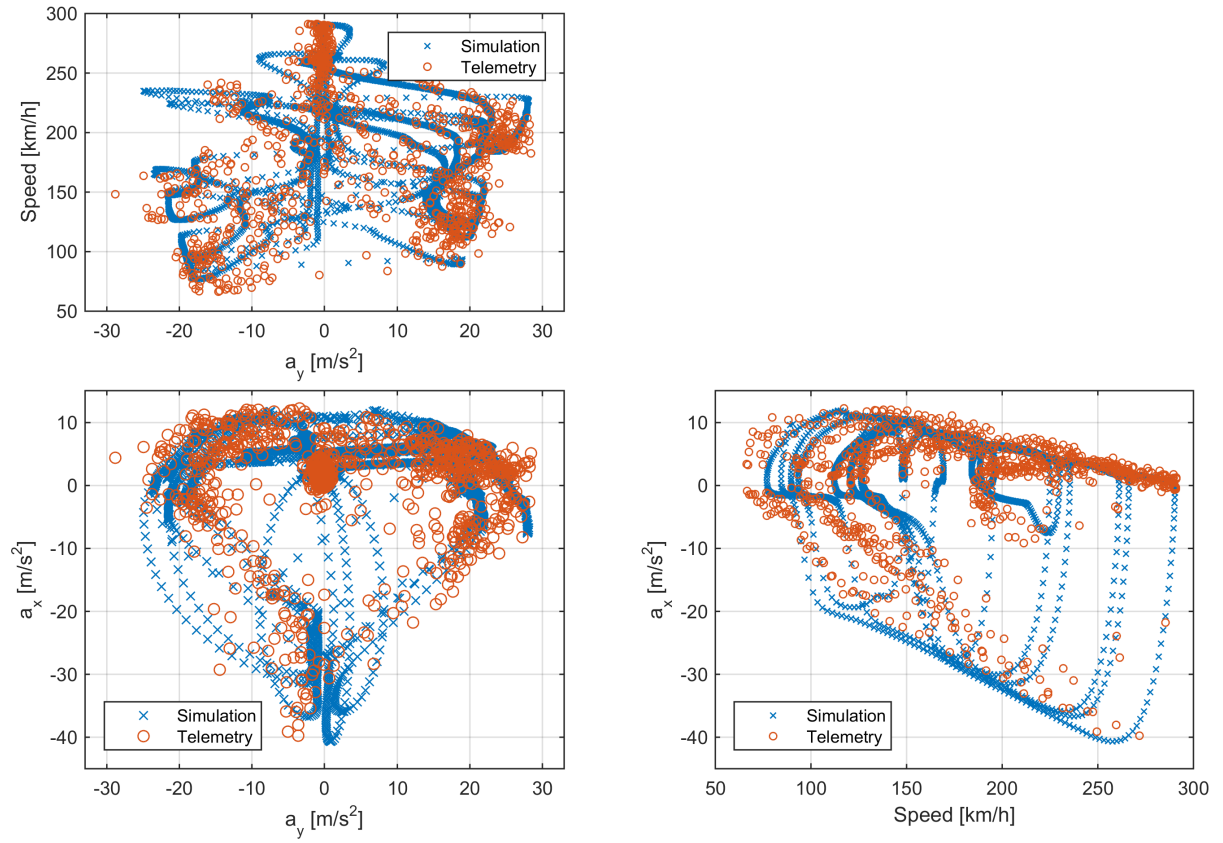 300
250
200
150
100
50
Speed [km/h]
-30 -20 -10 0 10 20 30
a_y [m/s^2]
Simulation
Telemetry
10
0
-10
-20
-30
-40
a_x [m/s^2]
-30 -20 -10 0 10 20 30
a_y [m/s^2]
Simulation
Telemetry
10
0
-10
-20
-30
-40
a_x [m/s^2]
50 100 150 200 250 300
Speed [km/h]
Simulation
Telemetry